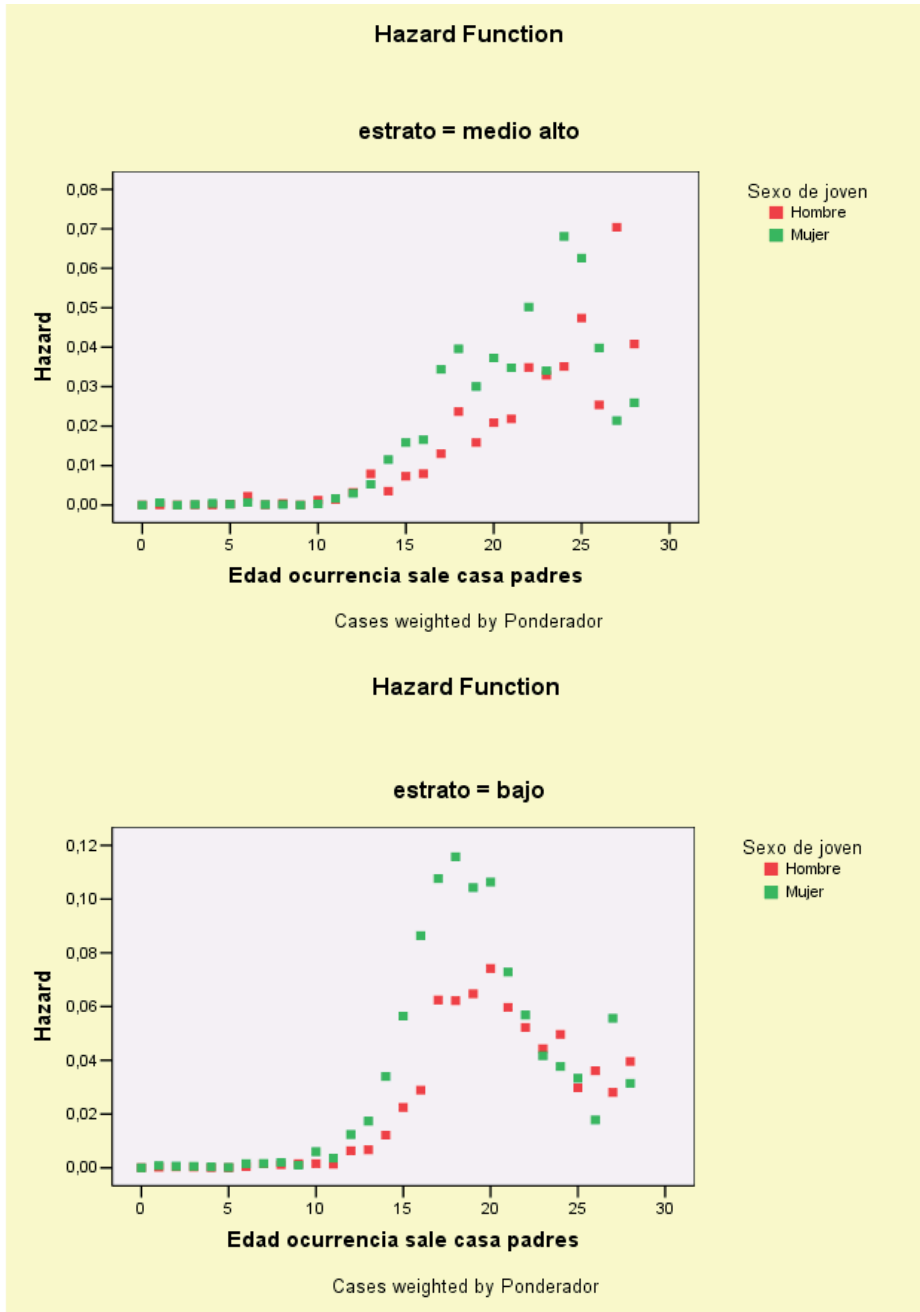 Hazard Function
estrato = medio alto
Sexo de joven
Hombre
Mujer
0,08
0,07
0,06
0,05
0,04
0,03
0,02
0,01
0,00
Hazard
0 5 10 15 20 25 30
Edad ocurrencia sale casa padres
Cases weighted by Ponderador
Hazard Function
estrato = bajo
Sexo de joven
Hombre
Mujer
0,12
0,10
0,08
0,06
0,04
0,02
0,00
Hazard
0 5 10 15 20 25 30
Edad ocurrencia sale casa padres
Cases weighted by Ponderador